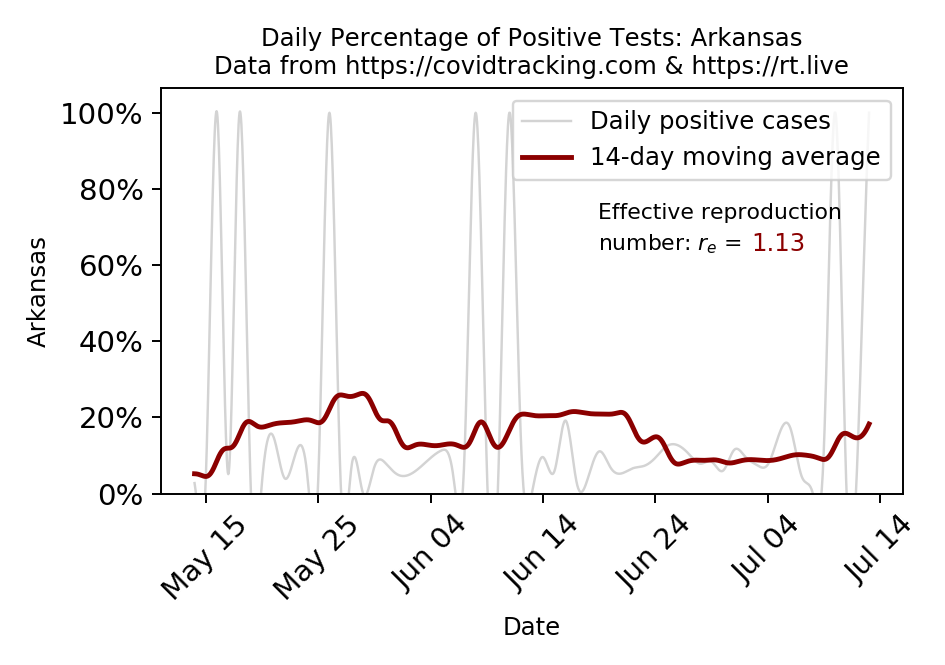 Daily Percentage of Positive Tests: Arkansas
Data from https://covidtracking.com & https://rt.live
100%
80%
60%
40%
20%
0%
Arkansas
Daily positive cases
14-day moving average
Effective reproduction
number: rₑ = 1.13
May 15
May 25
Jun 04
Jun 14
Jun 24
Jul 04
Jul 14
Date